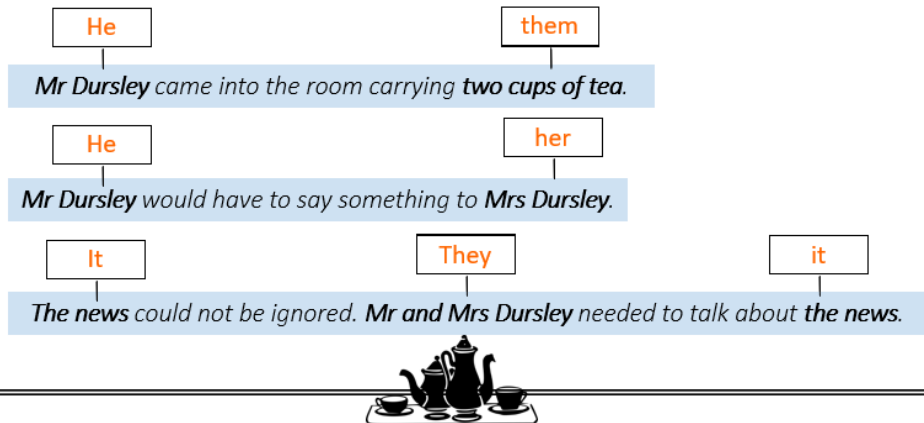 He them
Mr Dursley came into the room carrying two cups of tea.
He her
Mr Dursley would have to say something to Mrs Dursley.
It They it
The news could not be ignored. Mr and Mrs Dursley needed to talk about the news.